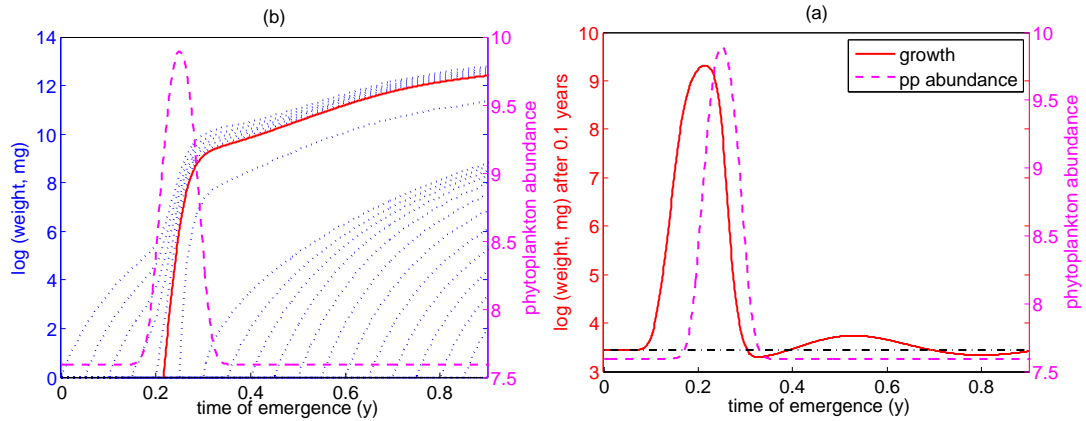 (b)
14
12
10
8
6
4
2
0
log (weight, mg)
10
9.5
9
8.5
8
7.5
phytoplankton abundance
0 0.2 0.4 0.6 0.8
time of emergence (y)
(a)
10
9
8
7
6
5
4
3
log (weight, mg) after 0.1 years
growth
pp abundance
10
9.5
9
8.5
8
7.5
phytoplankton abundance
0 0.2 0.4 0.6 0.8
time of emergence (y)